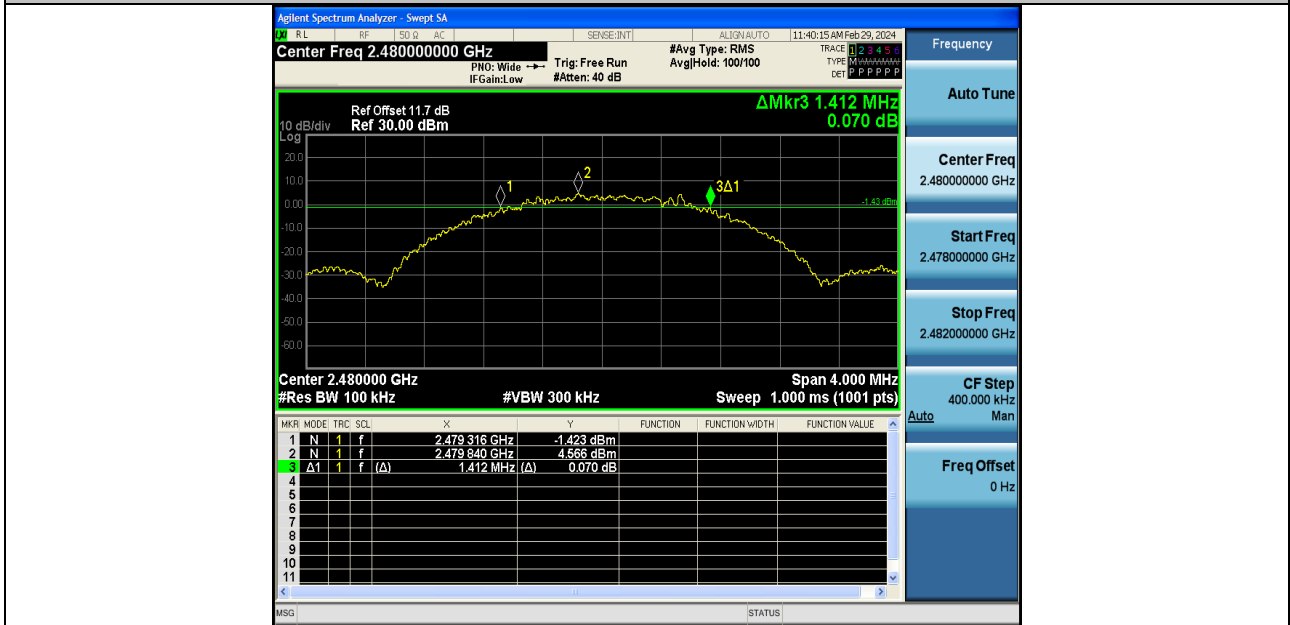 Agilent Spectrum Analyzer - Swept SA
LXI RL RF 50 Ω AC SENSE:INT ALIGN AUTO 11:40:15 AM Feb 29, 2024
Center Freq 2.480000000 GHz
PNO: Wide
IFGain:Low
Trig: Free Run
#Atten: 40 dB
#Avg Type: RMS
Avg|Hold: 100/100
TRACE 1 2 3 4 5 6
TYPE M
DET P P P P P P
Ref Offset 11.7 dB
10 dB/div Ref 30.00 dBm
Log
ΔMkr3 1.412 MHz
0.070 dB
20.0
10.0
0.00
-10.0
-20.0
-30.0
-40.0
-50.0
-60.0
1
2
3Δ1
-1.43 dBm
Center 2.480000 GHz Span 4.000 MHz
#Res BW 100 kHz #VBW 300 kHz Sweep 1.000 ms (1001 pts)
MKR MODE TRC SCL X Y FUNCTION FUNCTION WIDTH FUNCTION VALUE
1 N 1 f 2.479 316 GHz -1.423 dBm
2 N 1 f 2.479 840 GHz 4.566 dBm
3 Δ1 1 f (Δ) 1.412 MHz (Δ) 0.070 dB
4
5
6
7
8
9
10
11
MSG STATUS
Frequency
Auto Tune
Center Freq
2.480000000 GHz
Start Freq
2.478000000 GHz
Stop Freq
2.482000000 GHz
CF Step
400.000 kHz
Auto Man
Freq Offset
0 Hz